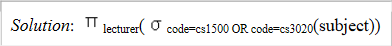 Solution: Π lecturer( σ code=cs1500 OR code=cs3020(subject))